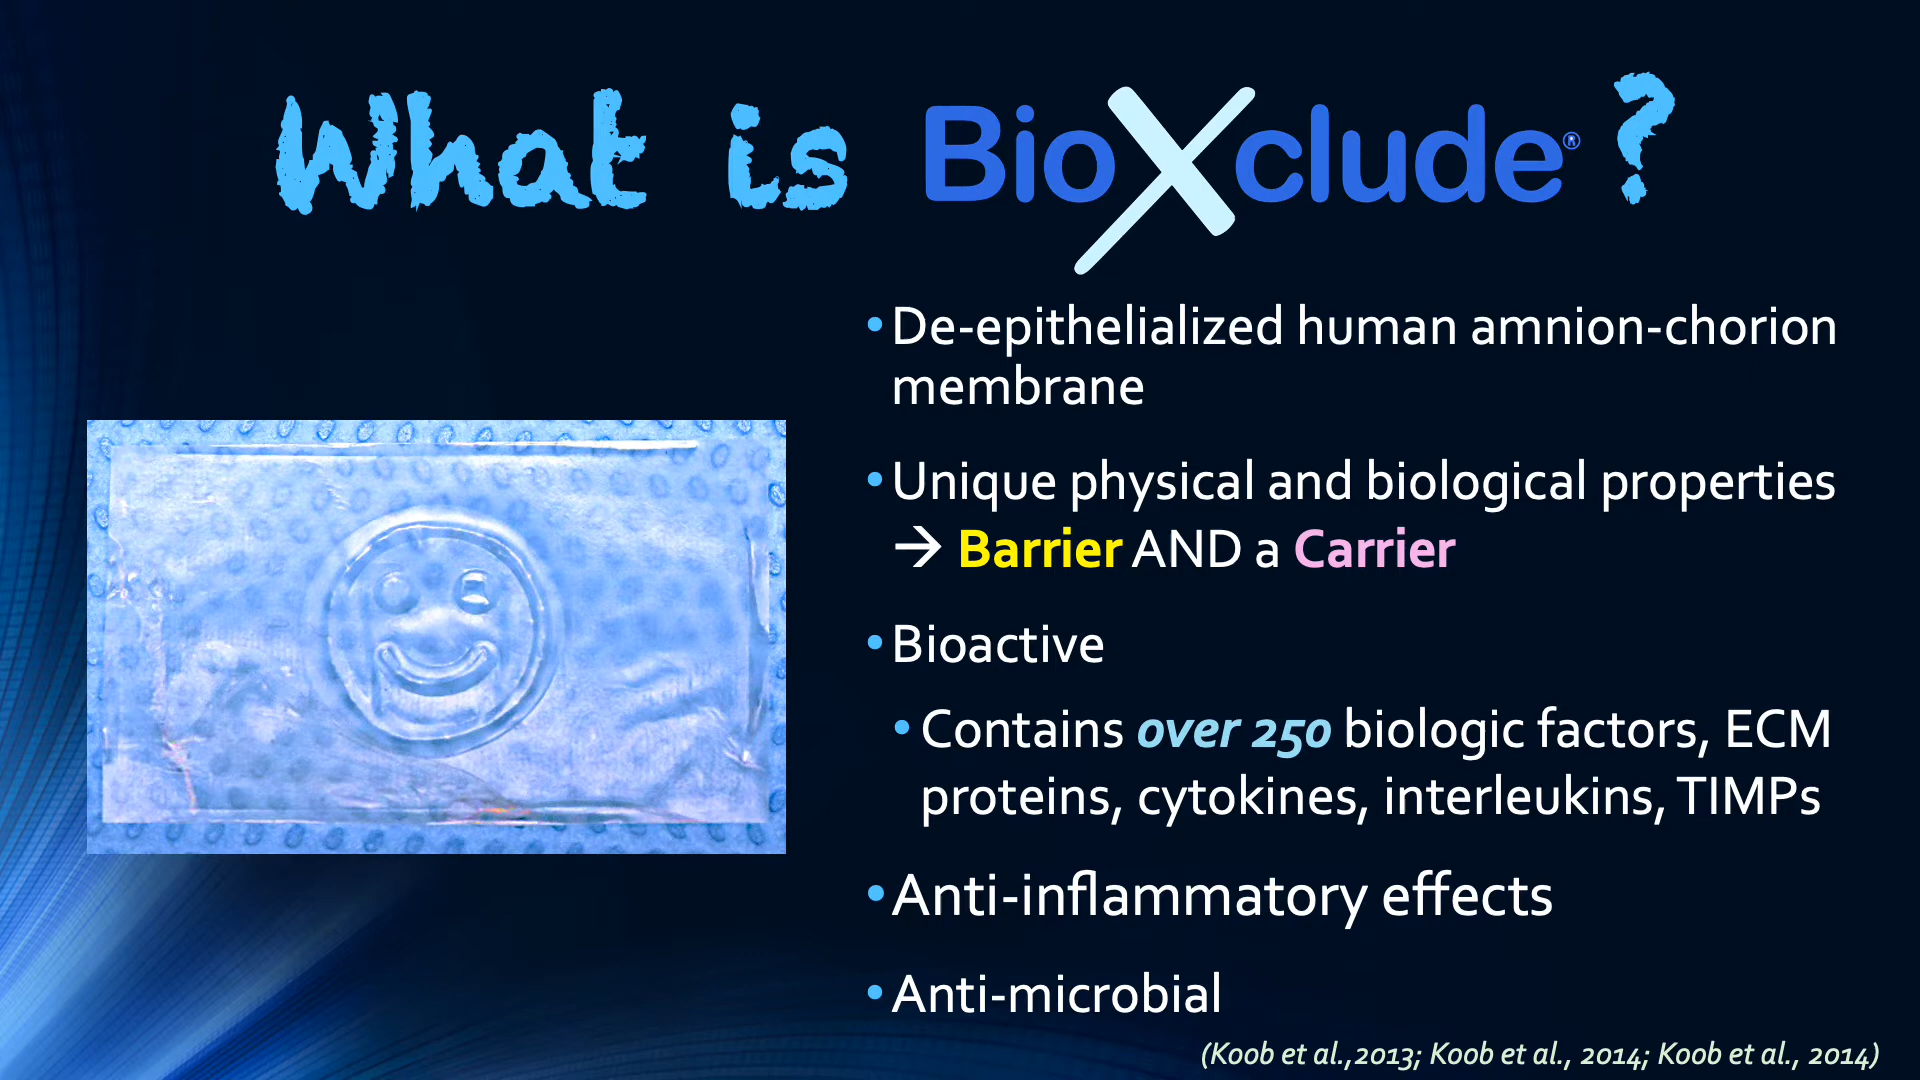 What is BioXclude® ?
• De-epithelialized human amnion-chorion
membrane
• Unique physical and biological properties
→ Barrier AND a Carrier
• Bioactive
• Contains over 250 biologic factors, ECM
proteins, cytokines, interleukins, TIMPs
• Anti-inflammatory effects
• Anti-microbial
(Koob et al.,2013; Koob et al., 2014; Koob et al., 2014)